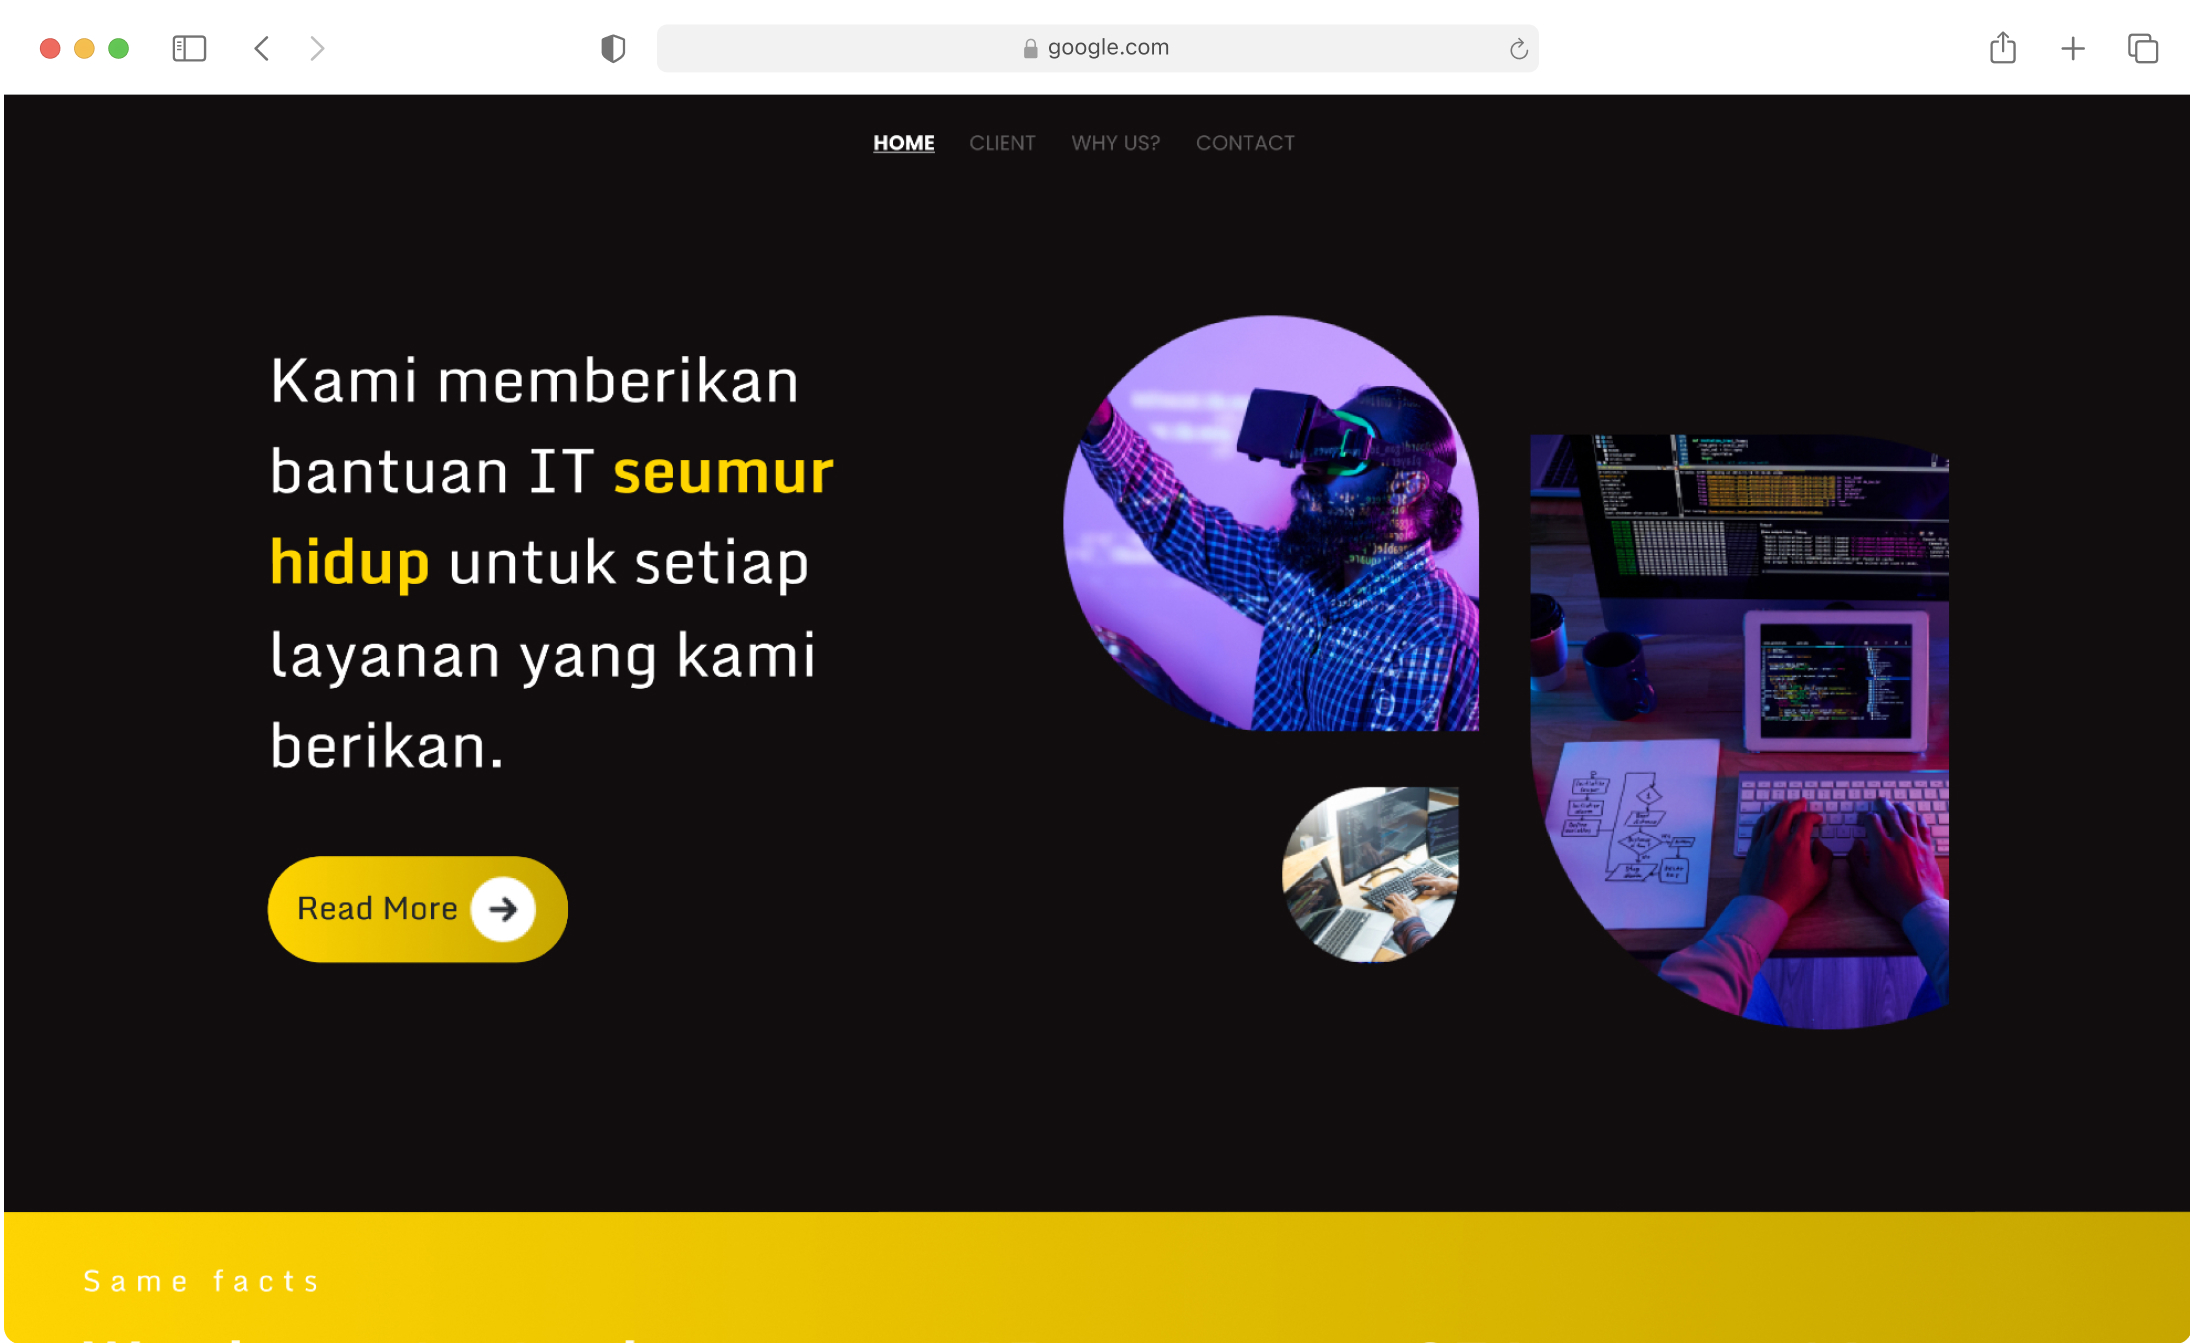 google.com
HOME CLIENT WHY US? CONTACT
Kami memberikan
bantuan IT seumur
hidup untuk setiap
layanan yang kami
berikan.
Read More
Same facts